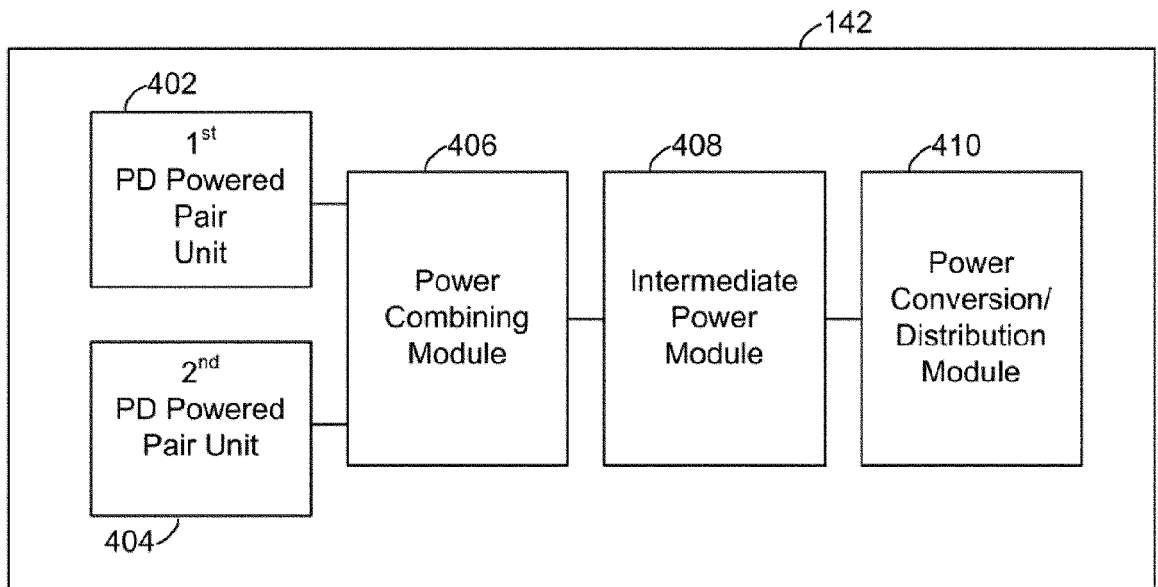 142
402
1st
PD Powered
Pair
Unit
406
Power
Combining
Module
408
Intermediate
Power
Module
410
Power
Conversion/
Distribution
Module
2nd
PD Powered
Pair Unit
404